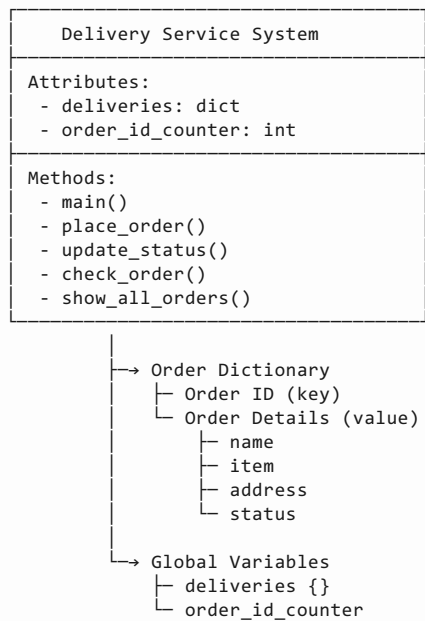 Delivery Service System
Attributes:
- deliveries: dict
- order_id_counter: int
Methods:
- main()
- place_order()
- update_status()
- check_order()
- show_all_orders()
Order Dictionary
Order ID (key)
Order Details (value)
name
item
address
status
Global Variables
deliveries {}
order_id_counter